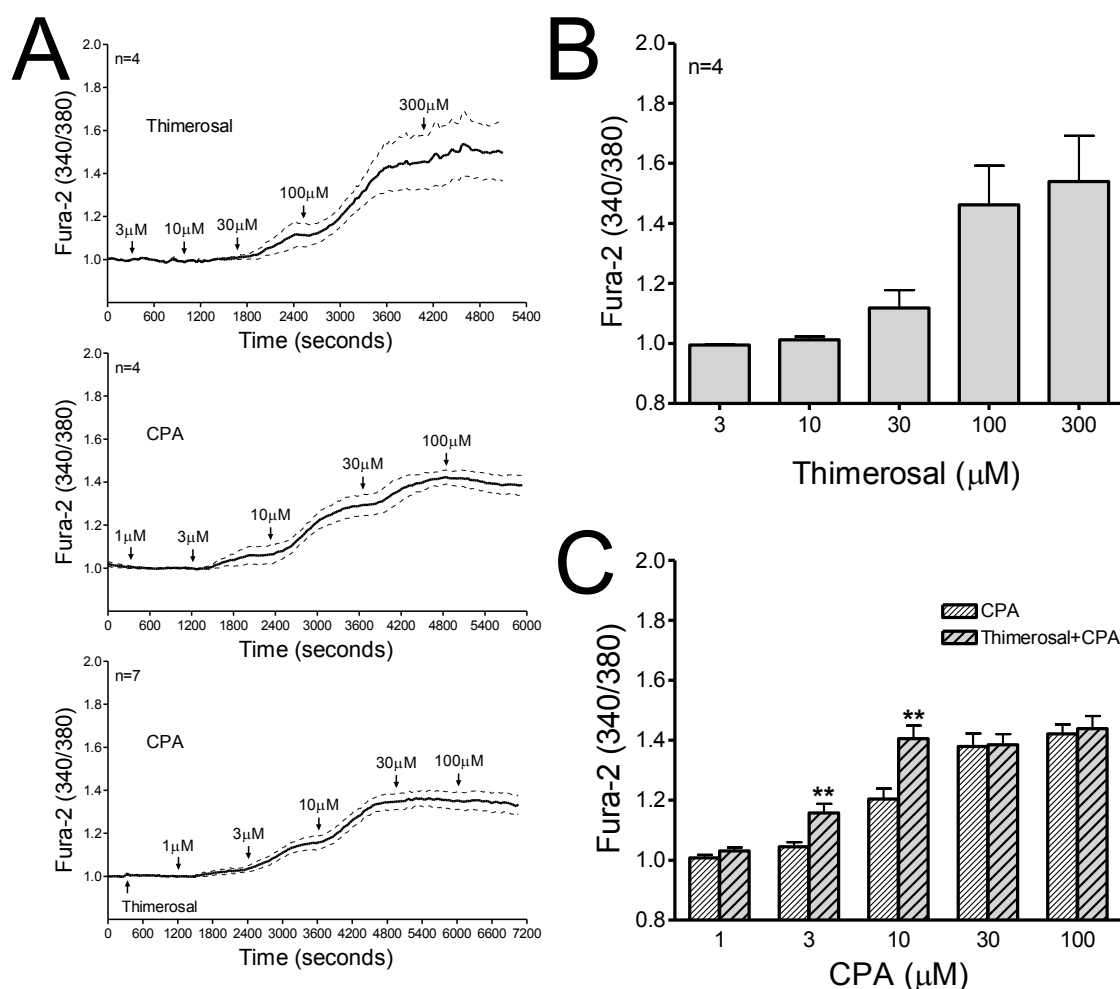 A
Fura-2 (340/380)
2.0
1.8
1.6
1.4
1.2
1.0
n=4
Thimerosal
3μM
10μM
30μM
100μM
300μM
0 600 1200 1800 2400 3000 3600 4200 4800 5400
Time (seconds)
Fura-2 (340/380)
2.0
1.8
1.6
1.4
1.2
1.0
n=4
CPA
1μM
3μM
10μM
30μM
100μM
0 600 1200 1800 2400 3000 3600 4200 4800 5400 6000
Time (seconds)
Fura-2 (340/380)
2.0
1.8
1.6
1.4
1.2
1.0
n=7
CPA
Thimerosal
1μM
3μM
10μM
30μM
100μM
0 600 1200 1800 2400 3000 3600 4200 4800 5400 6000 6600 7200
Time (seconds)
B
Fura-2 (340/380)
2.0
1.8
1.6
1.4
1.2
1.0
0.8
n=4
3 10 30 100 300
Thimerosal (μM)
C
Fura-2 (340/380)
2.0
1.8
1.6
1.4
1.2
1.0
0.8
CPA
Thimerosal+CPA
**
**
1 3 10 30 100
CPA (μM)